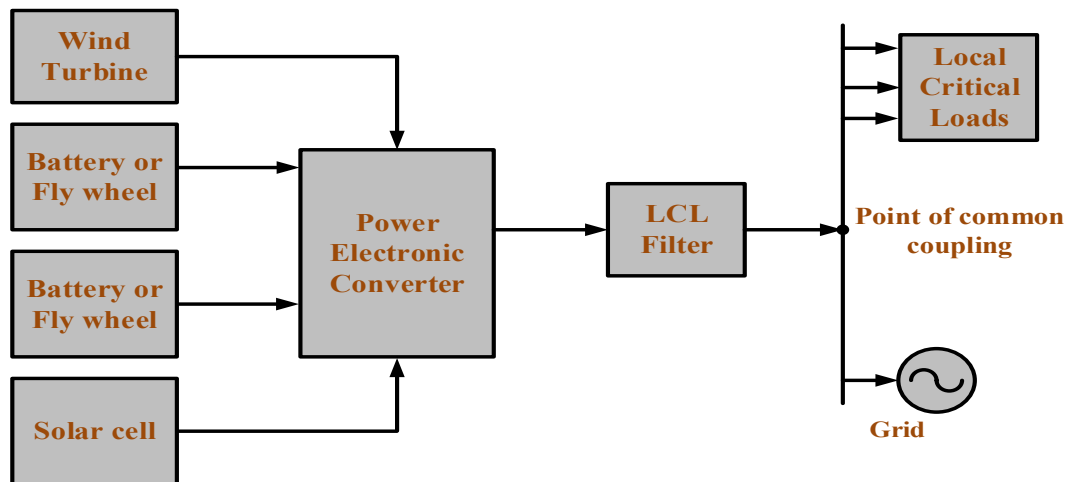 Wind
Turbine
Battery or
Fly wheel
Battery or
Fly wheel
Solar cell
Power
Electronic
Converter
LCL
Filter
Local
Critical
Loads
Point of common
coupling
Grid